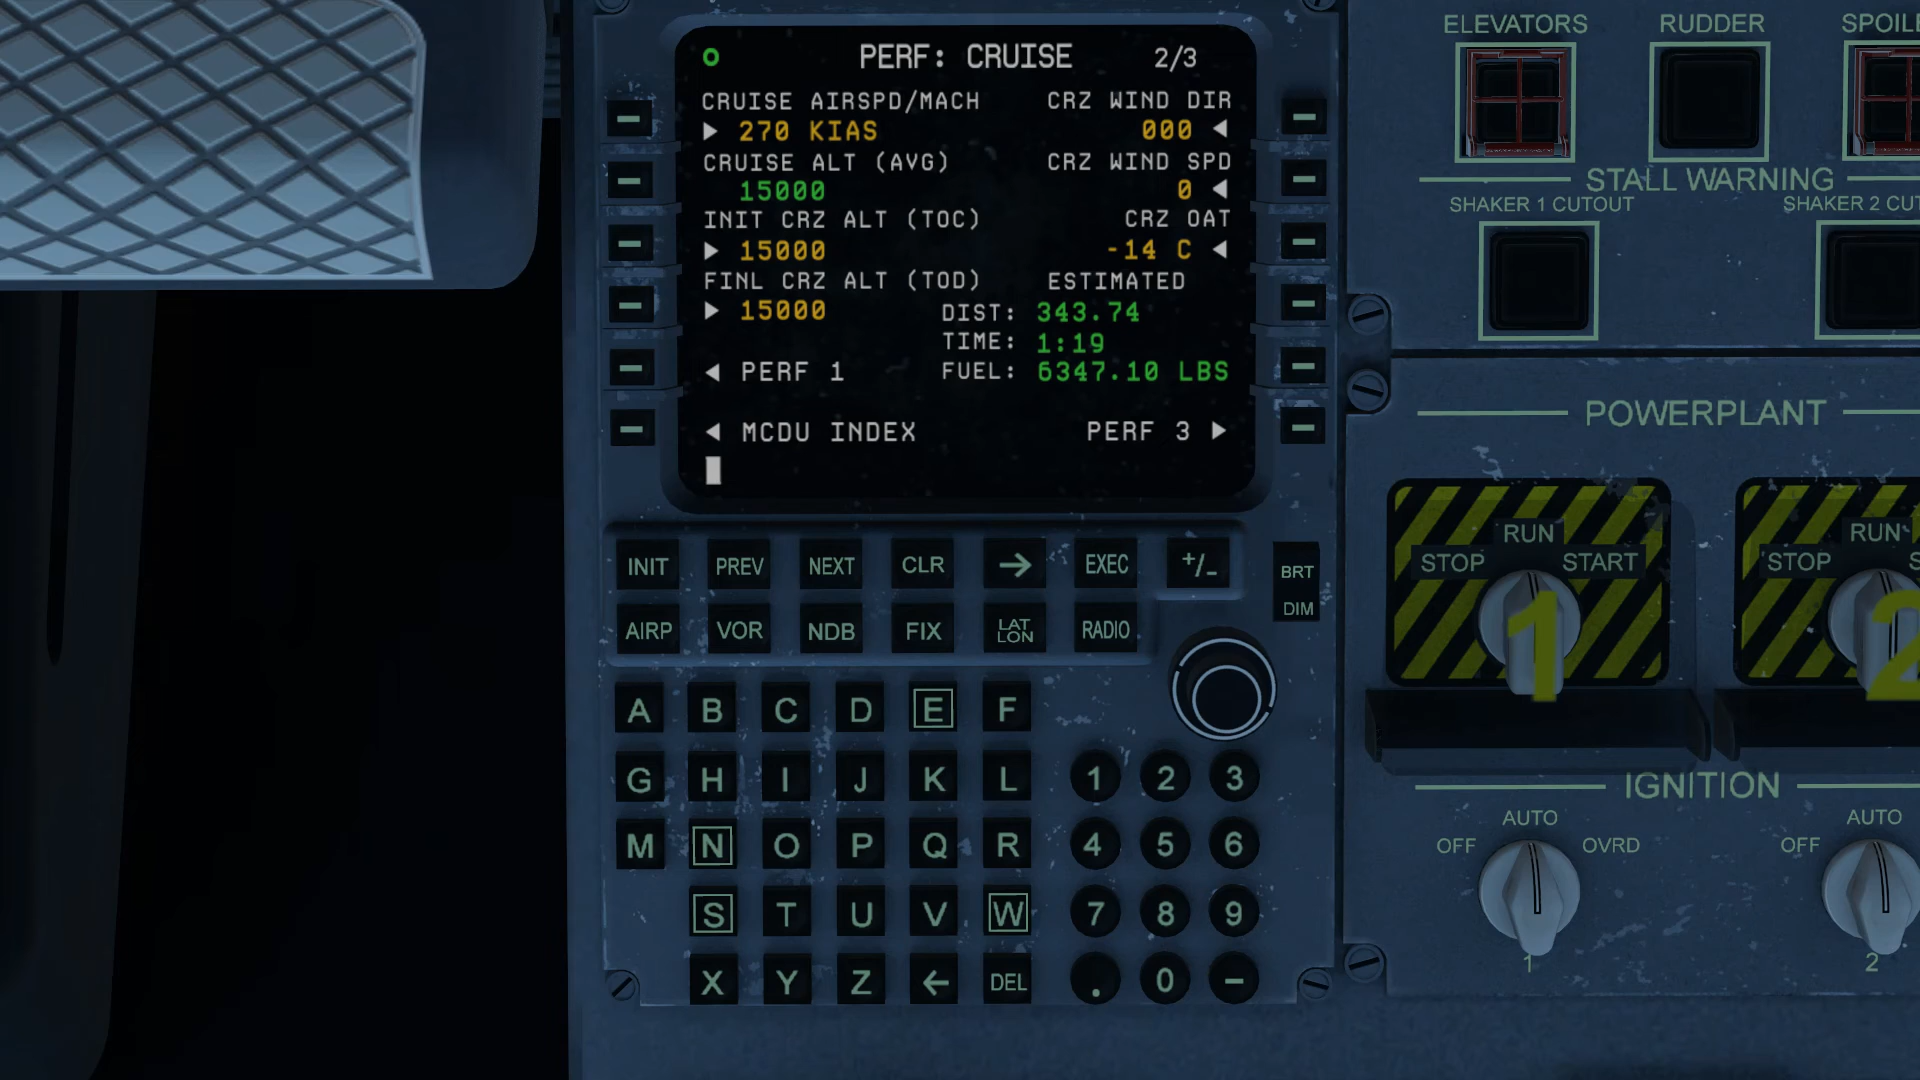 PERF: CRUISE 2/3
CRUISE AIRSPD/MACH CRZ WIND DIR
270 KIAS 000
CRUISE ALT (AVG) CRZ WIND SPD
15000 0
INIT CRZ ALT (TOC) CRZ OAT
15000 -14 C
FINL CRZ ALT (TOD) ESTIMATED
15000 DIST: 343.74
TIME: 1:19
PERF 1 FUEL: 6347.10 LBS
MCDU INDEX PERF 3
INIT PREV NEXT CLR → EXEC +/-
BRT
DIM
AIRP VOR NDB FIX LAT LON RADIO
A B C D E F
G H I J K L 1 2 3
M N O P Q R 4 5 6
S T U V W 7 8 9
X Y Z ← DEL . 0 -
ELEVATORS RUDDER SPOILE
STALL WARNING
SHAKER 1 CUTOUT SHAKER 2 CUT
POWERPLANT
RUN RUN
STOP START STOP S
1 2
IGNITION
AUTO AUTO
OFF OVRD OFF
1 2